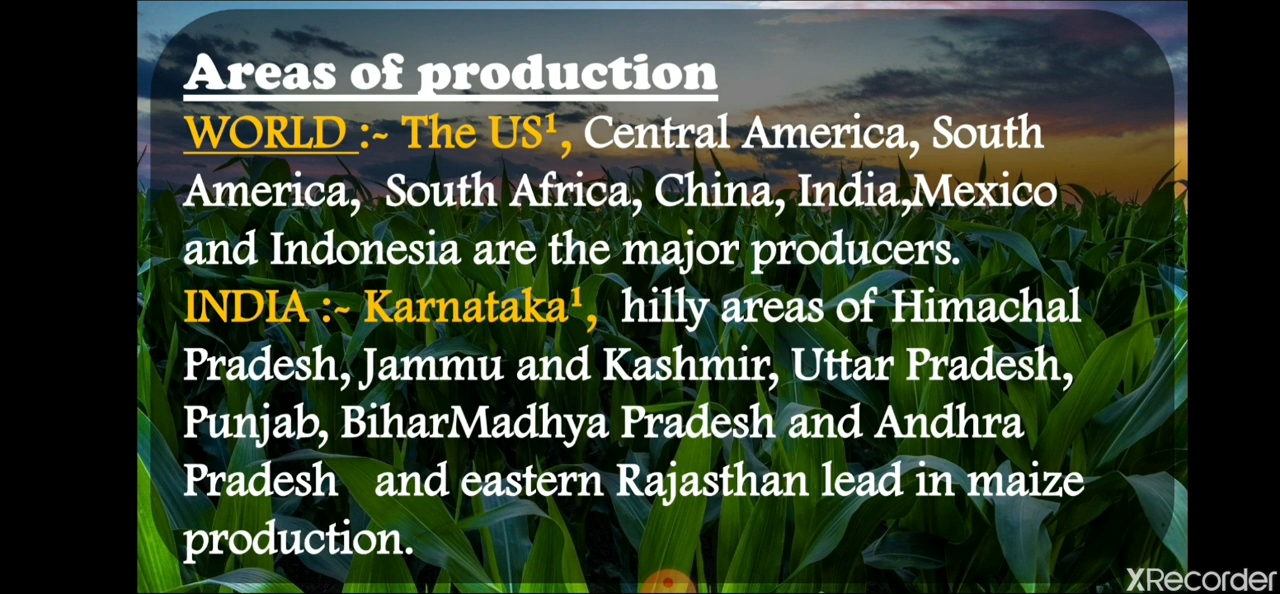 Areas of production
WORLD :- The US¹, Central America, South
America,  South Africa, China, India,Mexico
and Indonesia are the major producers.
INDIA :- Karnataka¹,  hilly areas of Himachal
Pradesh, Jammu and Kashmir, Uttar Pradesh,
Punjab, BiharMadhya Pradesh and Andhra
Pradesh   and eastern Rajasthan lead in maize
production.
XRecorder